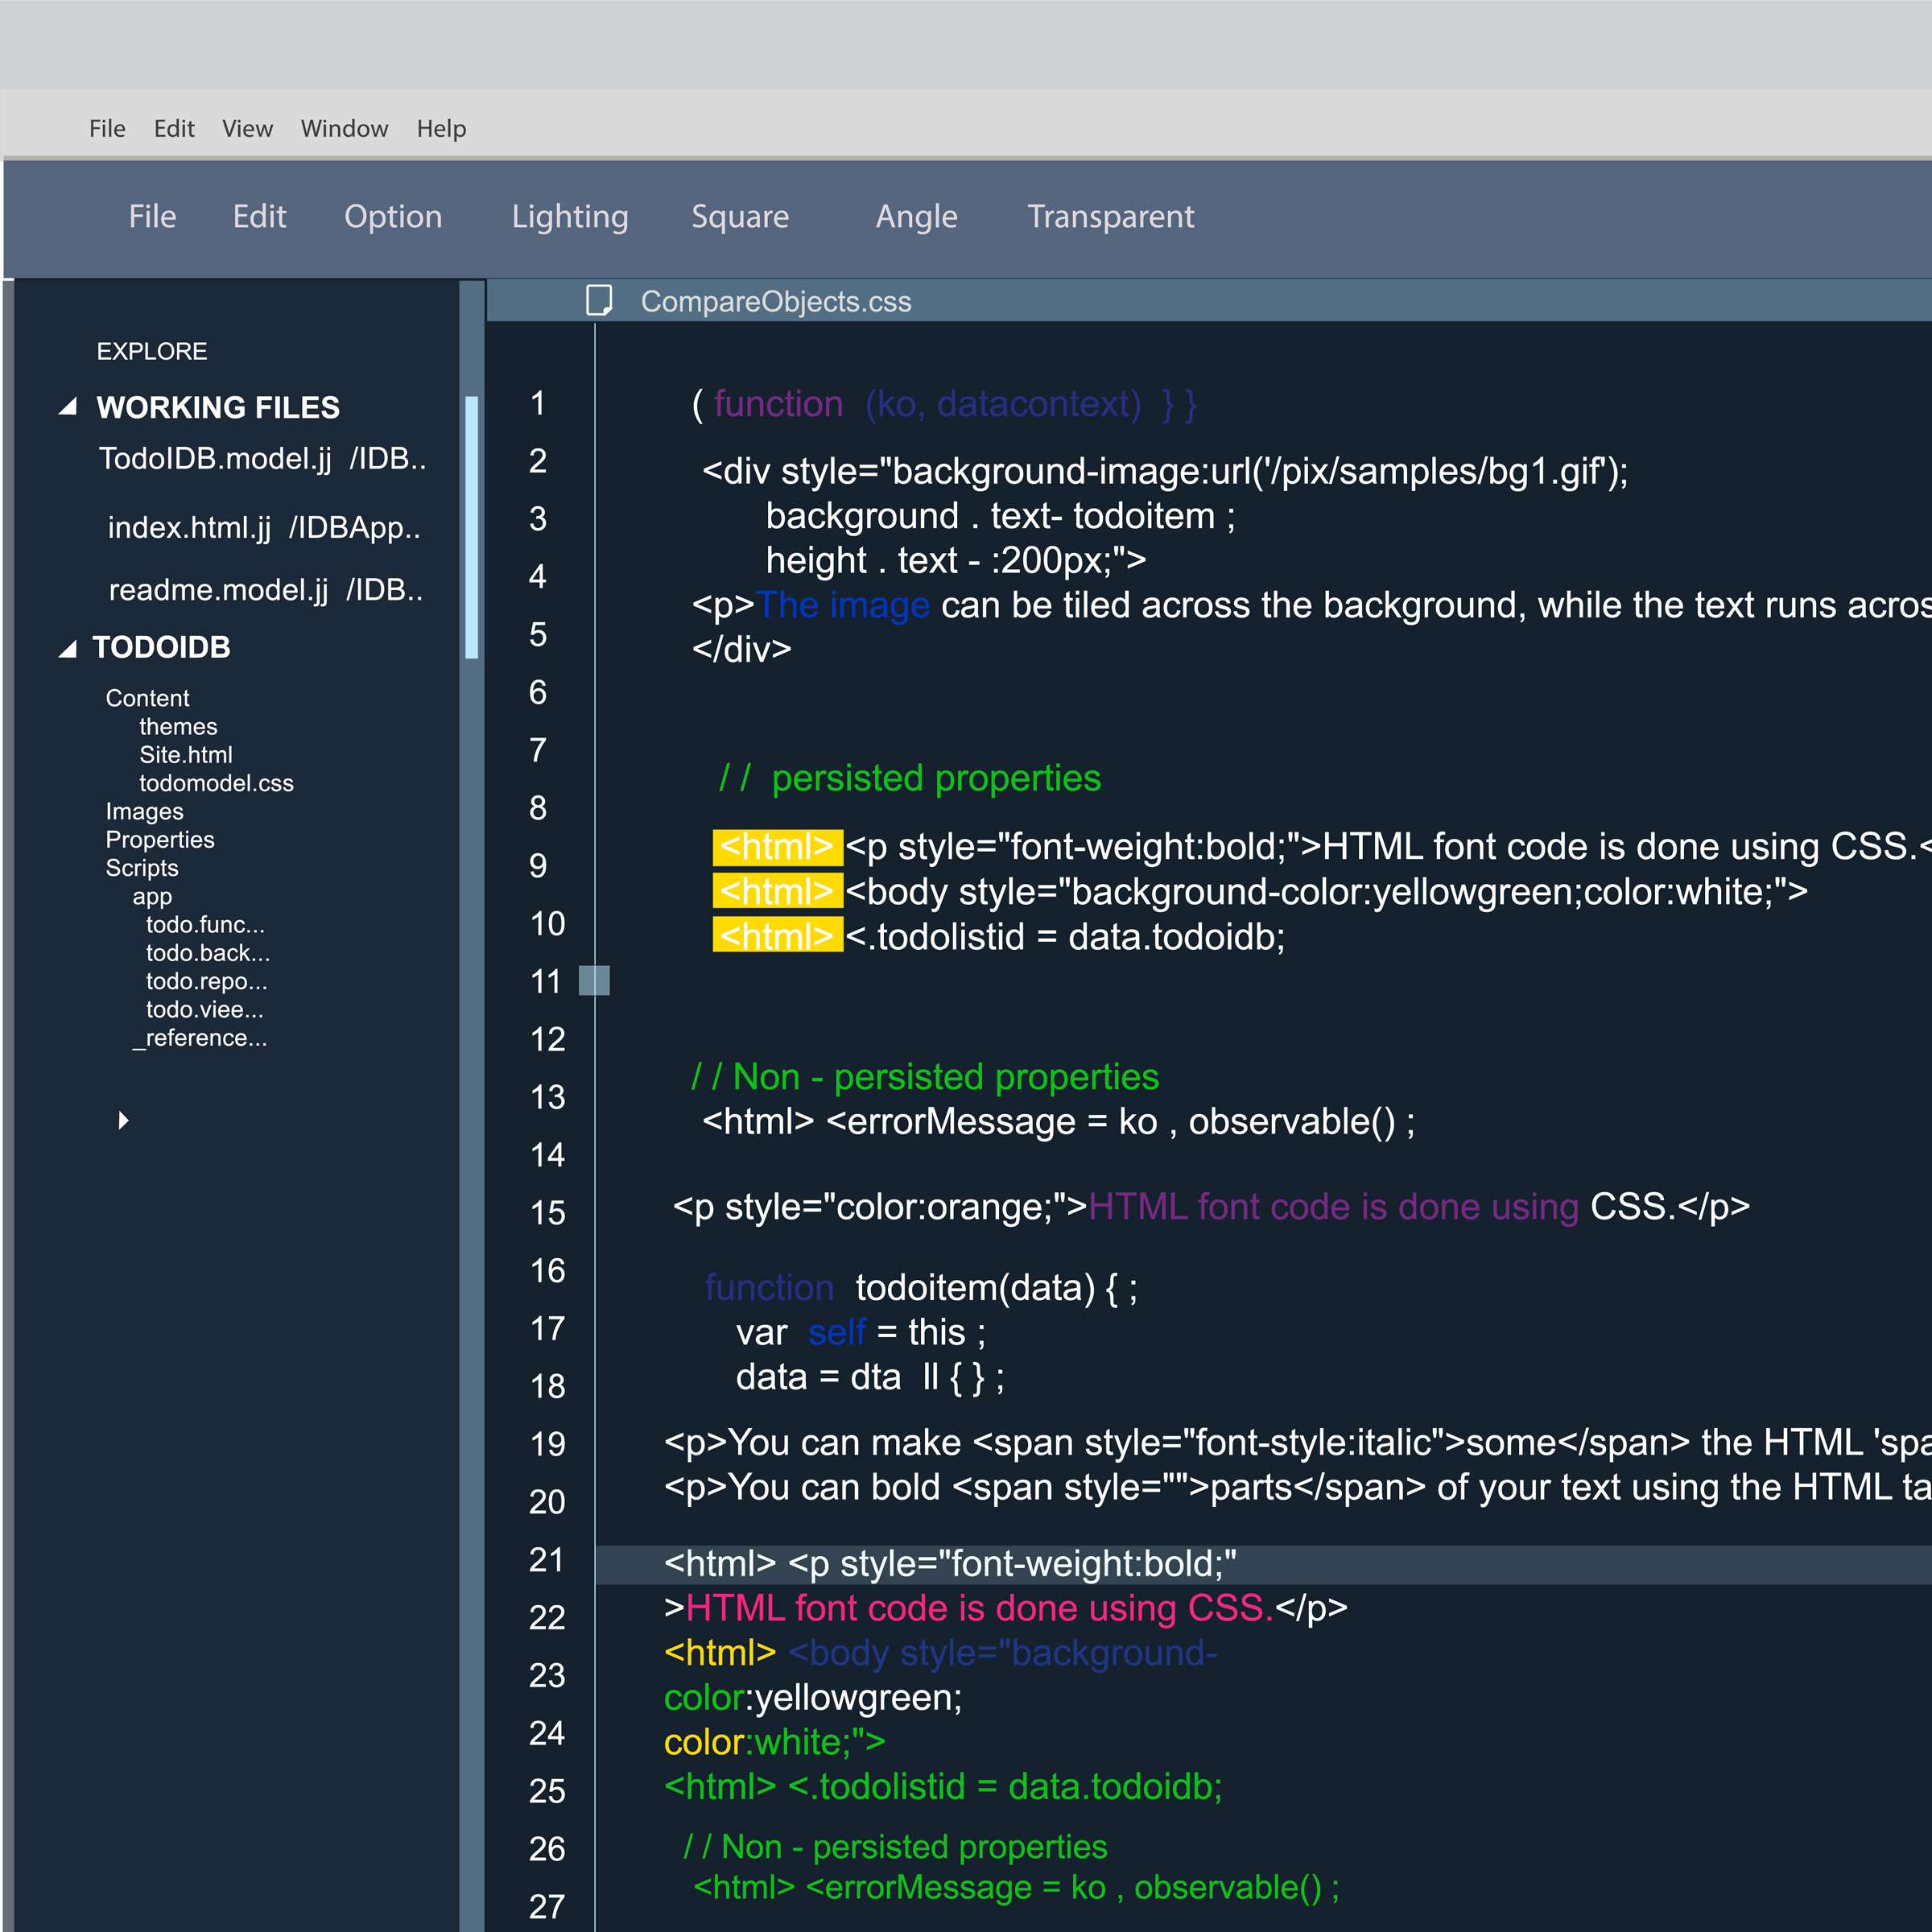 File Edit View Window Help
File Edit Option Lighting Square Angle Transparent
CompareObjects.css
EXPLORE
WORKING FILES
TodoIDB.model.jj /IDB..
index.html.jj /IDBApp..
readme.model.jj /IDB..
TODOIDB
Content
themes
Site.html
todomodel.css
Images
Properties
Scripts
app
todo.func...
todo.back...
todo.repo...
todo.viee...
_reference...
1
2
3
4
5
6
7
8
9
10
11
12
13
14
15
16
17
18
19
20
21
22
23
24
25
26
27
( function (ko, datacontext) } }
<div style="background-image:url('/pix/samples/bg1.gif');
background . text- todoitem ;
height . text - :200px;">
<p>The image can be tiled across the background, while the text runs acros
</div>
/ / persisted properties
<html> <p style="font-weight:bold;">HTML font code is done using CSS.<
<html> <body style="background-color:yellowgreen;color:white;">
<html> <.todolistid = data.todoidb;
/ / Non - persisted properties
<html> <errorMessage = ko , observable() ;
<p style="color:orange;">HTML font code is done using CSS.</p>
function todoitem(data) { ;
var self = this ;
data = dta ll { } ;
<p>You can make <span style="font-style:italic">some</span> the HTML 'spa
<p>You can bold <span style="">parts</span> of your text using the HTML ta
<html> <p style="font-weight:bold;"
>HTML font code is done using CSS.</p>
<html> <body style="background-
color:yellowgreen;
color:white;">
<html> <.todolistid = data.todoidb;
/ / Non - persisted properties
<html> <errorMessage = ko , observable() ;